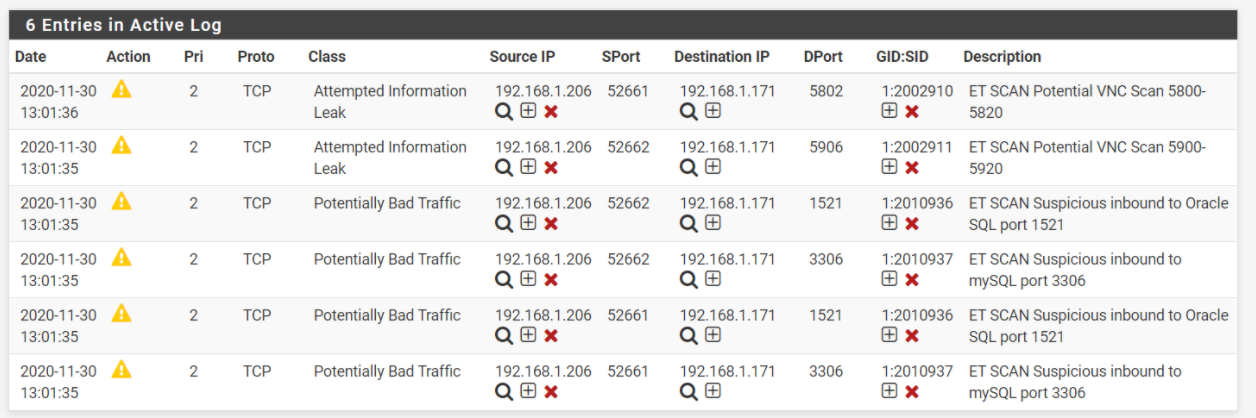 6 Entries in Active Log
Date Action Pri Proto Class Source IP SPort Destination IP DPort GID:SID Description
2020-11-30 2 TCP Attempted Information 192.168.1.206 52661 192.168.1.171 5802 1:2002910 ET SCAN Potential VNC Scan 5800-
13:01:36 Leak 5820
2020-11-30 2 TCP Attempted Information 192.168.1.206 52662 192.168.1.171 5906 1:2002911 ET SCAN Potential VNC Scan 5900-
13:01:35 Leak 5920
2020-11-30 2 TCP Potentially Bad Traffic 192.168.1.206 52662 192.168.1.171 1521 1:2010936 ET SCAN Suspicious inbound to Oracle
13:01:35 SQL port 1521
2020-11-30 2 TCP Potentially Bad Traffic 192.168.1.206 52662 192.168.1.171 3306 1:2010937 ET SCAN Suspicious inbound to
13:01:35 mySQL port 3306
2020-11-30 2 TCP Potentially Bad Traffic 192.168.1.206 52661 192.168.1.171 1521 1:2010936 ET SCAN Suspicious inbound to Oracle
13:01:35 SQL port 1521
2020-11-30 2 TCP Potentially Bad Traffic 192.168.1.206 52661 192.168.1.171 3306 1:2010937 ET SCAN Suspicious inbound to
13:01:35 mySQL port 3306